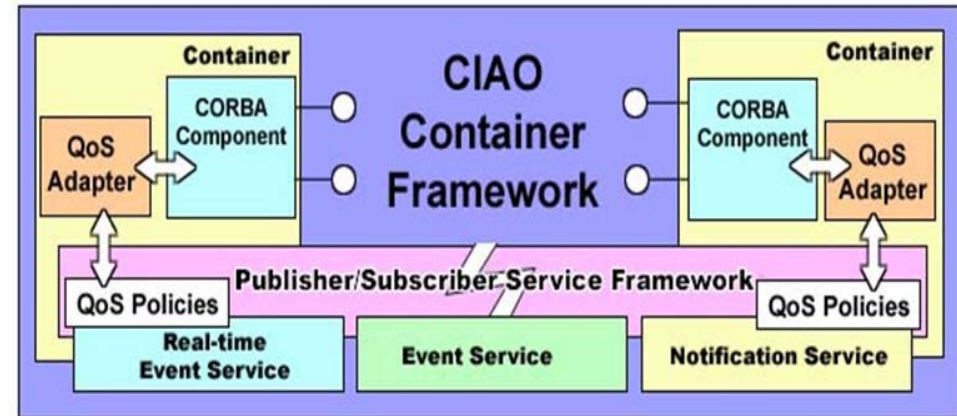 Container
CORBA
Component
QoS
Adapter
CIAO
Container
Framework
Container
CORBA
Component
QoS
Adapter
Publisher/Subscriber Service Framework
QoS Policies
QoS Policies
Real-time
Event Service
Event Service
Notification Service